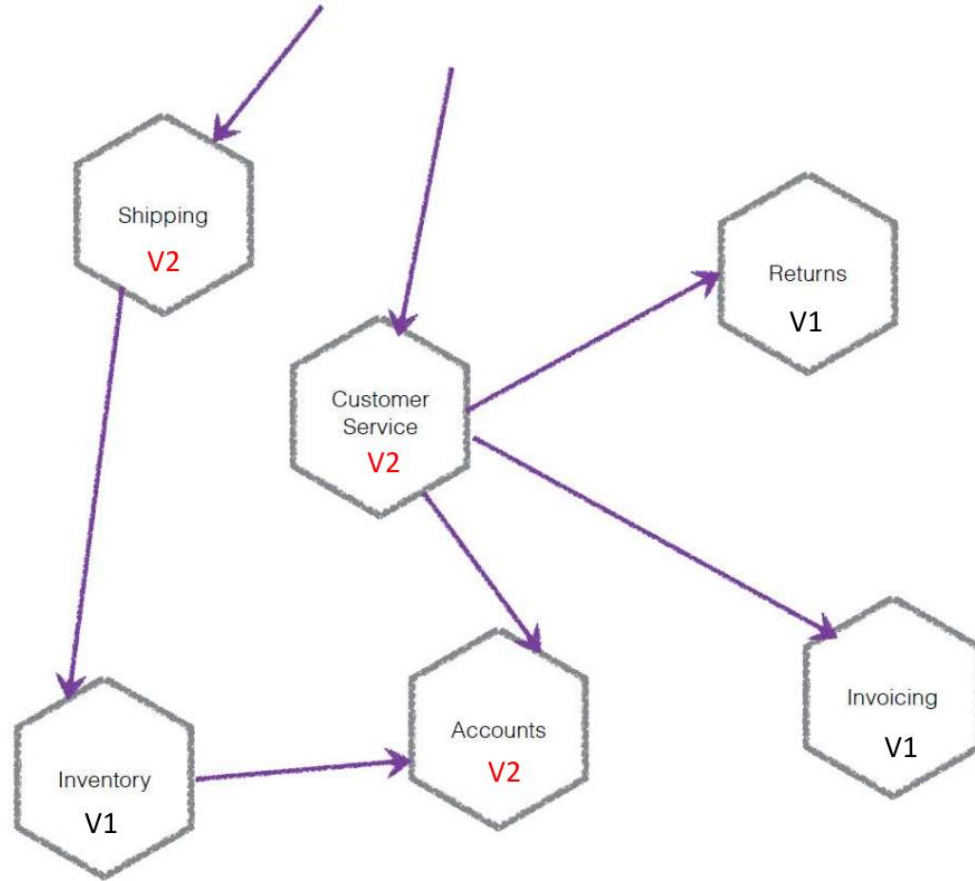 Shipping
V2
Returns
V1
Customer
Service
V2
Invoicing
V1
Accounts
V2
Inventory
V1